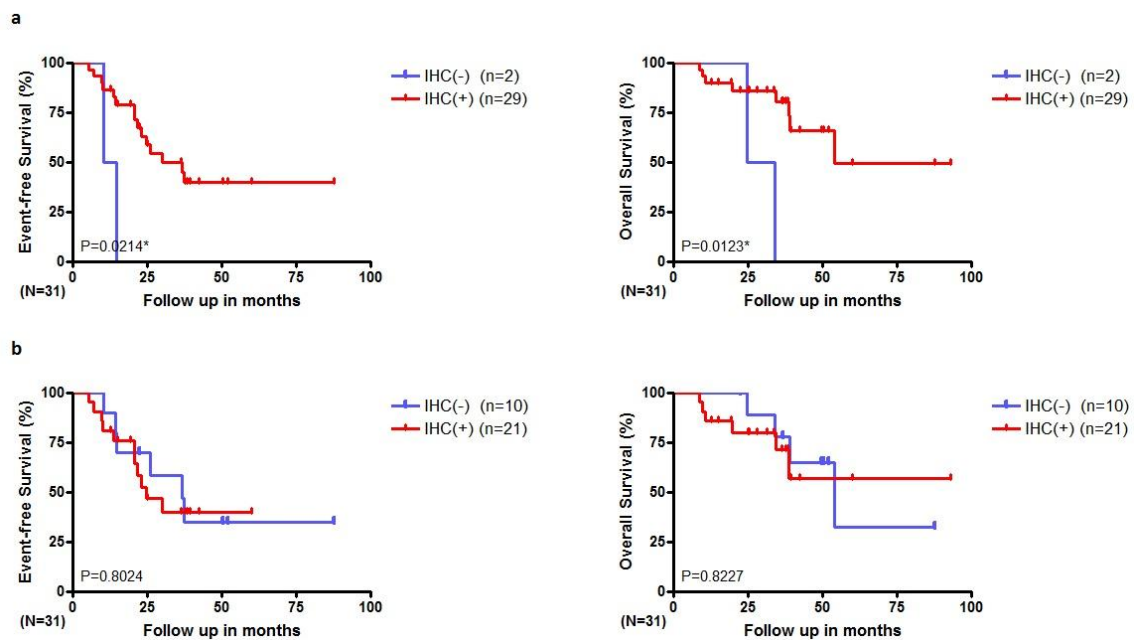 a
Event-free Survival (%)
100
75
50
25
0
P=0.0214*
0 25 50 75 100
(N=31)
Follow up in months
IHC(-) (n=2)
IHC(+) (n=29)
Overall Survival (%)
100
75
50
25
0
P=0.0123*
0 25 50 75 100
(N=31)
Follow up in months
IHC(-) (n=2)
IHC(+) (n=29)
b
Event-free Survival (%)
100
75
50
25
0
P=0.8024
0 25 50 75 100
(N=31)
Follow up in months
IHC(-) (n=10)
IHC(+) (n=21)
Overall Survival (%)
100
75
50
25
0
P=0.8227
0 25 50 75 100
(N=31)
Follow up in months
IHC(-) (n=10)
IHC(+) (n=21)